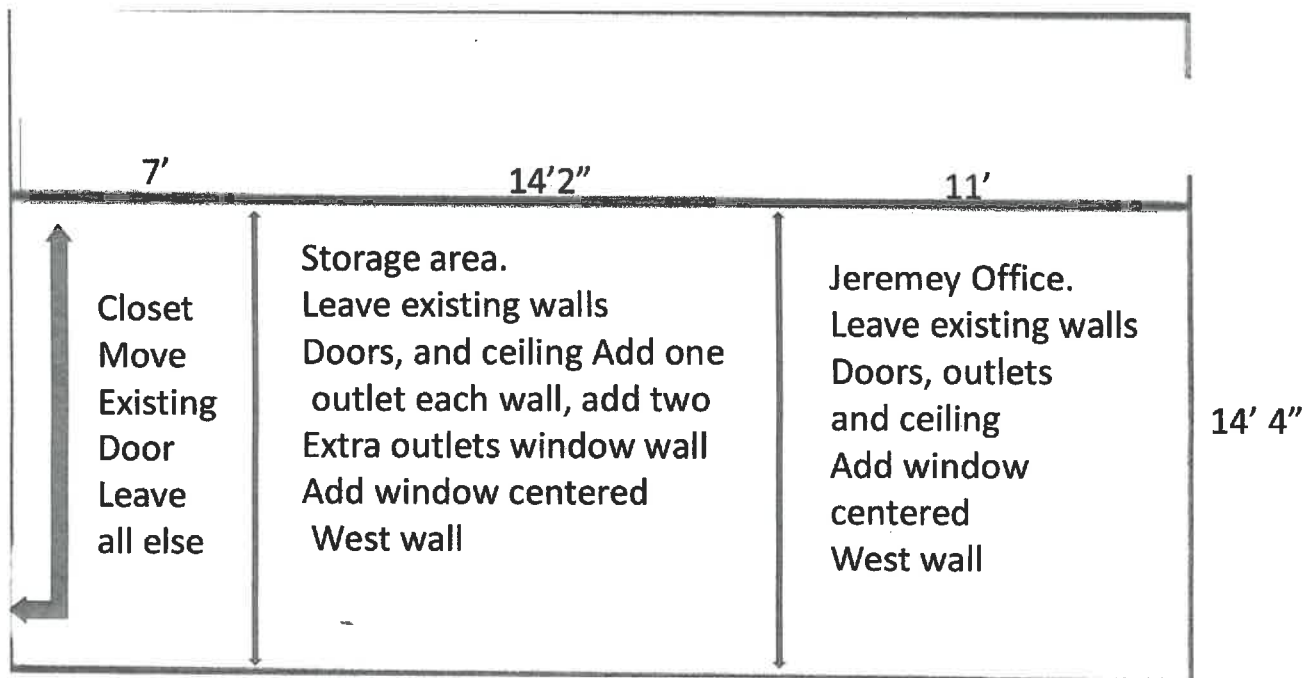 7’
14’2”
11’
Closet
Move
Existing
Door
Leave
all else
Storage area.
Leave existing walls
Doors, and ceiling Add one
outlet each wall, add two
Extra outlets window wall
Add window centered
West wall
Jeremey Office.
Leave existing walls
Doors, outlets
and ceiling
Add window
centered
West wall
14’ 4”